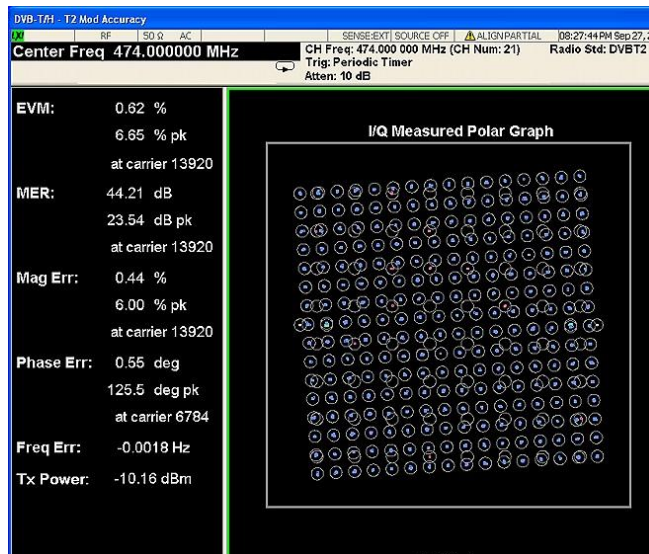 DVB-T/H - T2 Mod Accuracy
RF 50 Ω AC SENSE:EXT SOURCE OFF ALIGN PARTIAL 08:27:44 PM Sep 27, 2
Center Freq 474.000000 MHz
CH Freq: 474.000 000 MHz (CH Num: 21) Radio Std: DVBT2
Trig: Periodic Timer
Atten: 10 dB
EVM: 0.62 %
6.65 % pk
at carrier 13920
MER: 44.21 dB
23.54 dB pk
at carrier 13920
Mag Err: 0.44 %
6.00 % pk
at carrier 13920
Phase Err: 0.55 deg
125.5 deg pk
at carrier 6784
Freq Err: -0.0018 Hz
Tx Power: -10.16 dBm
I/Q Measured Polar Graph